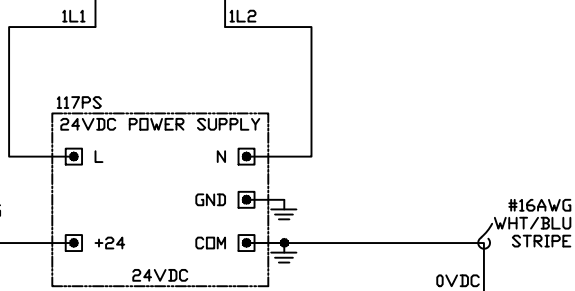 1L1
1L2
117PS
24VDC POWER SUPPLY
L
N
GND
#16AWG
WHT/BLU
STRIPE
+24
COM
24VDC
0VDC